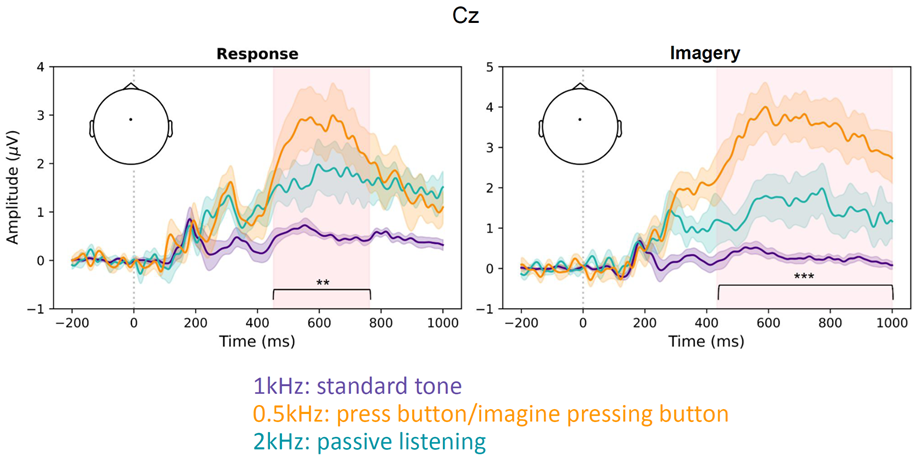 Cz
Response
Imagery
Amplitude (µV)
4
3
2
1
0
−1
5
4
3
2
1
0
−1
**
***
−200 0 200 400 600 800 1000
−200 0 200 400 600 800 1000
Time (ms)
Time (ms)
1kHz: standard tone
0.5kHz: press button/imagine pressing button
2kHz: passive listening